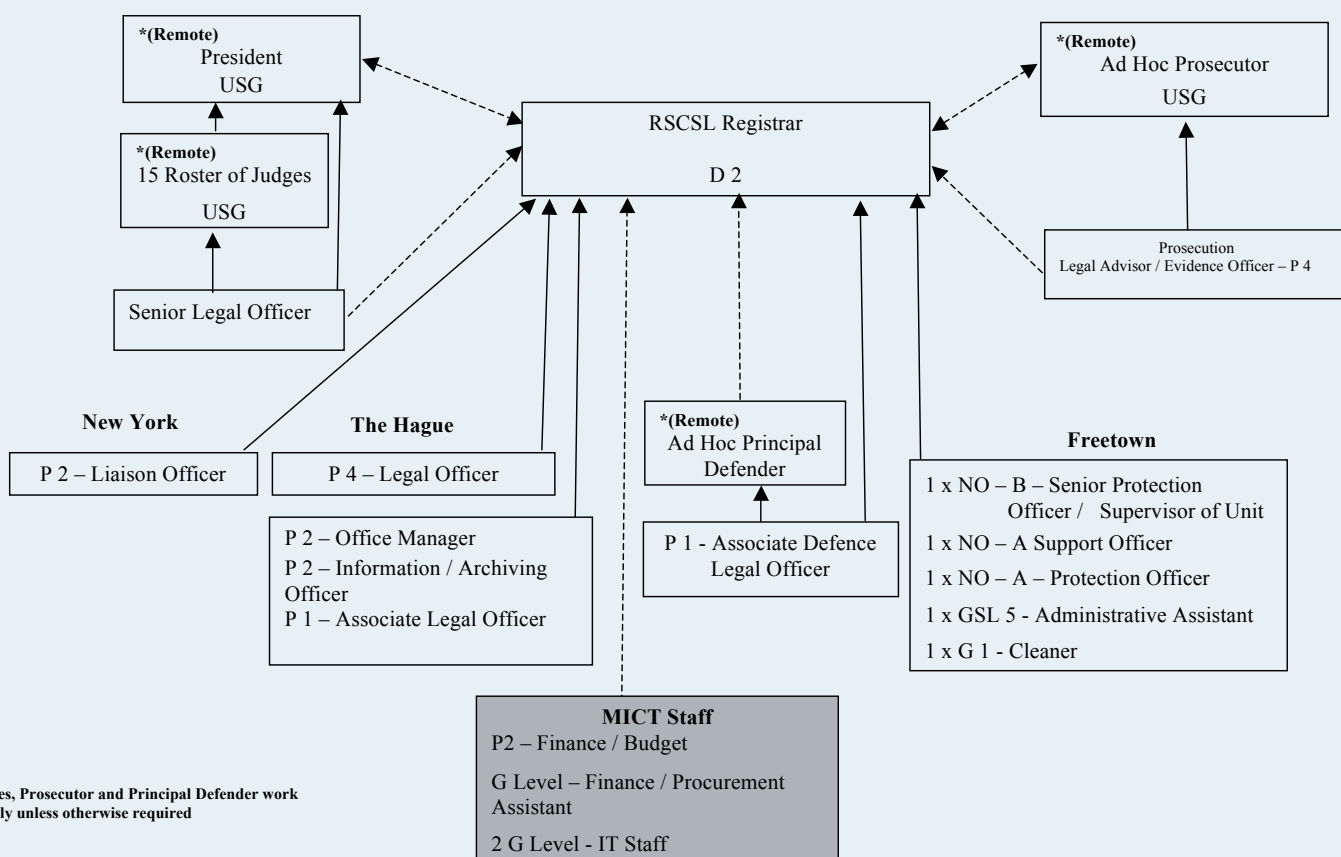 *(Remote)
President
USG
*(Remote)
Ad Hoc Prosecutor
USG
RSCSL Registrar
D 2
*(Remote)
15 Roster of Judges
USG
Prosecution
Legal Advisor / Evidence Officer – P 4
Senior Legal Officer
New York
P 2 – Liaison Officer
The Hague
P 4 – Legal Officer
P 2 – Office Manager
P 2 – Information / Archiving
Officer
P 1 – Associate Legal Officer
*(Remote)
Ad Hoc Principal
Defender
P 1 - Associate Defence
Legal Officer
Freetown
1 x NO – B – Senior Protection
Officer / Supervisor of Unit
1 x NO – A Support Officer
1 x NO – A – Protection Officer
1 x GSL 5 - Administrative Assistant
1 x G 1 - Cleaner
MICT Staff
P2 – Finance / Budget
G Level – Finance / Procurement
Assistant
2 G Level - IT Staff
Prosecutor and Principal Defender work
unless otherwise required